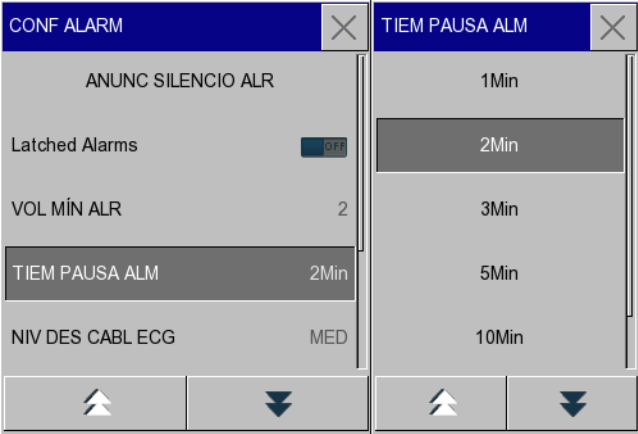 CONF ALARM
ANUNC SILENCIO ALR
Latched Alarms OFF
VOL MÍN ALR 2
TIEM PAUSA ALM 2Min
NIV DES CABL ECG MED
TIEM PAUSA ALM
1Min
2Min
3Min
5Min
10Min